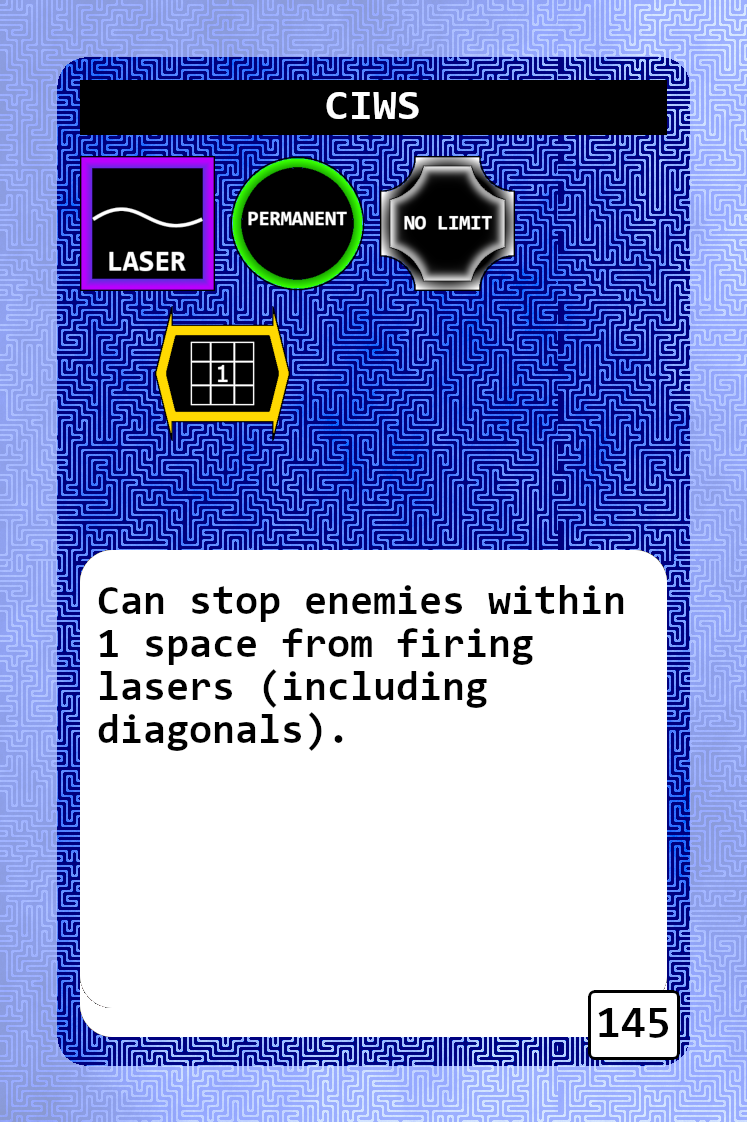 CIWS
LASER
PERMANENT
NO LIMIT
1
Can stop enemies within
1 space from firing
lasers (including
diagonals).
145